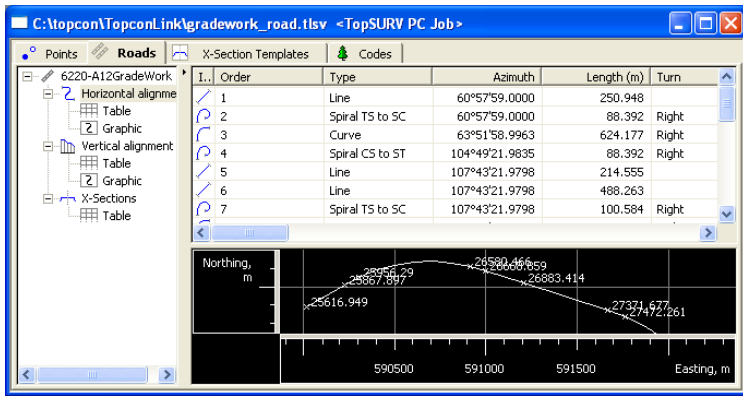 C:\topcon\TopconLink\gradework_road.tlsv <TopSURV PC Job>
Points Roads X-Section Templates Codes
6220-A12GradeWork
Horizontal alignme
Table
Graphic
Vertical alignment
Table
Graphic
X-Sections
Table
I.. Order Type Azimuth Length (m) Turn
1 Line 60°57'59.0000 250.948
2 Spiral TS to SC 60°57'59.0000 88.392 Right
3 Curve 63°51'58.9963 624.177 Right
4 Spiral CS to ST 104°49'21.9835 88.392 Right
5 Line 107°43'21.9798 214.555
6 Line 107°43'21.9798 488.263
7 Spiral TS to SC 107°43'21.9798 100.584 Right
Northing,
m
25616.949
25867.897
25956.29
26580.466
26668.859
26883.414
27371.677
27472.261
590500 591000 591500 Easting, m